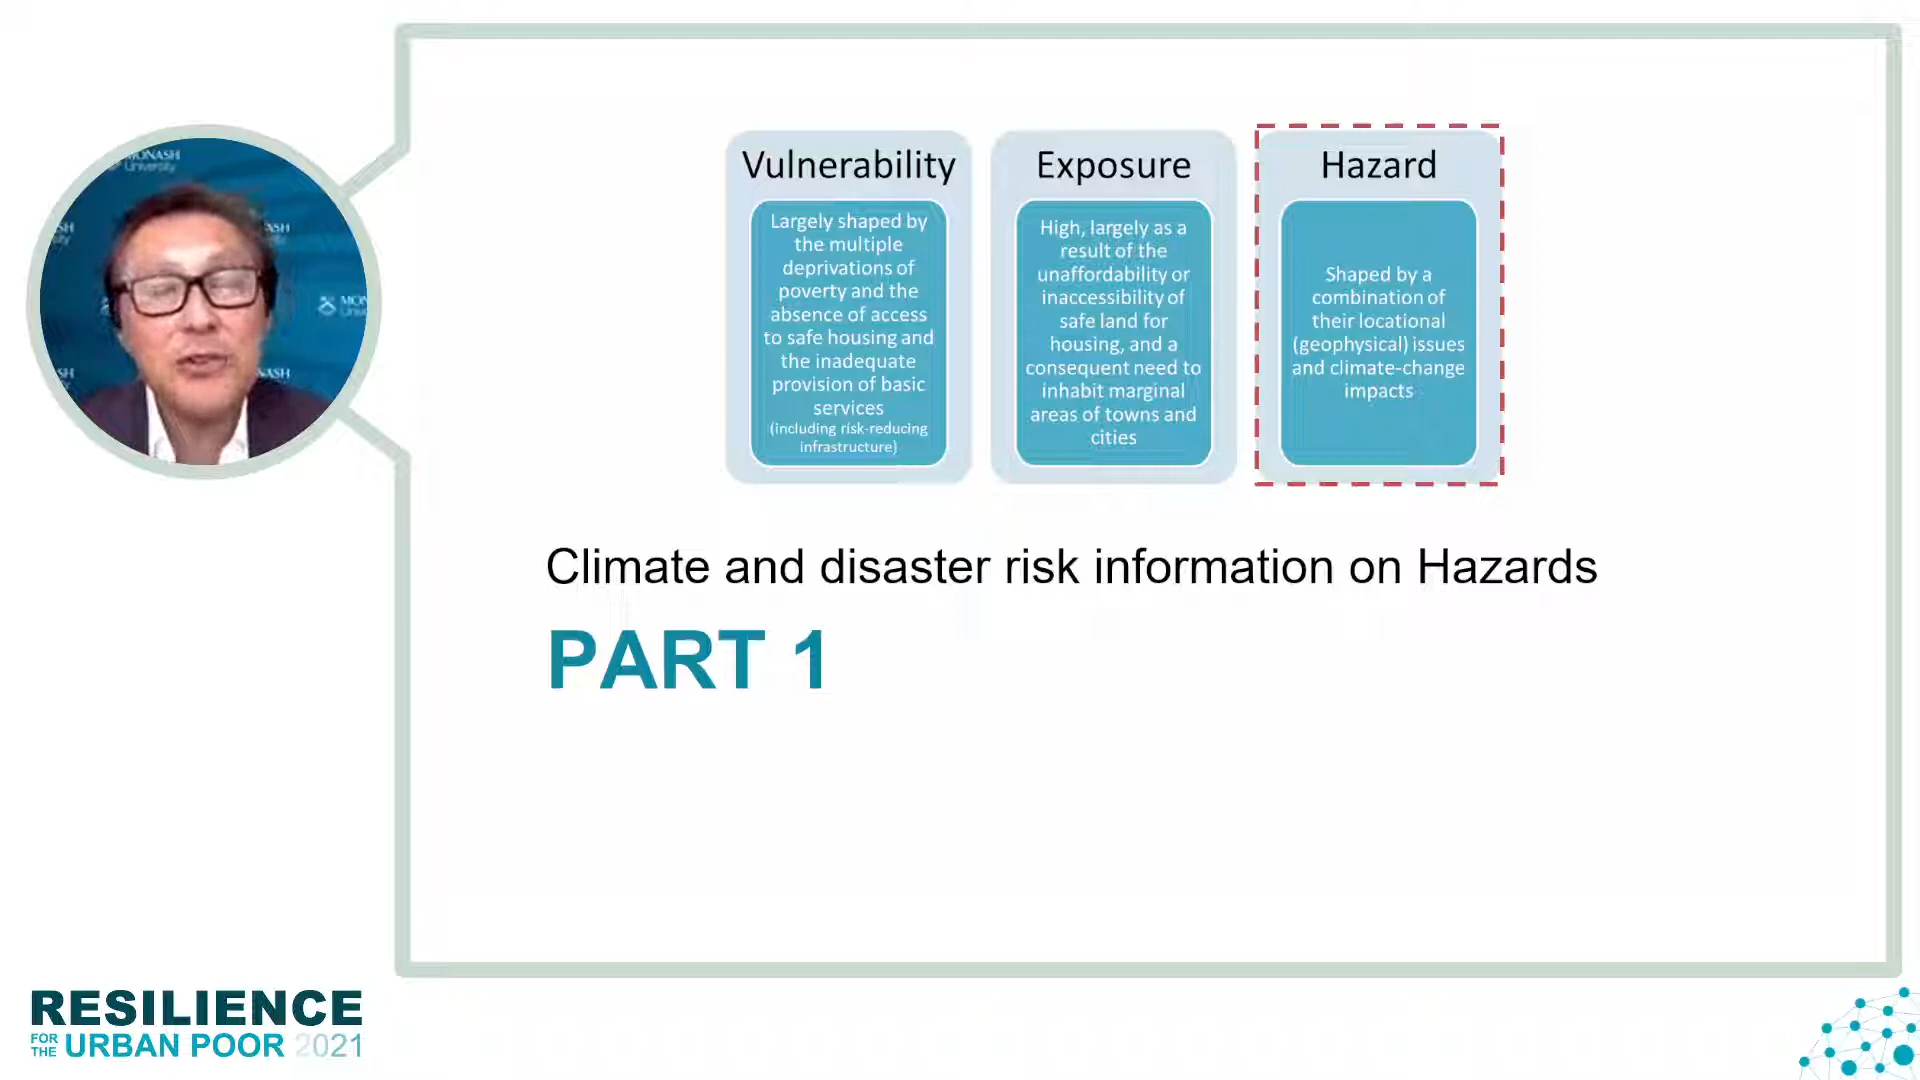 MONASH
University
Vulnerability
Largely shaped by
the multiple
deprivations of
poverty and the
absence of access
to safe housing and
the inadequate
provision of basic
services
(including risk-reducing
infrastructure)
Exposure
High, largely as a
result of the
unaffordability or
inaccessibility of
safe land for
housing, and a
consequent need to
inhabit marginal
areas of towns and
cities
Hazard
Shaped by a
combination of
their locational
(geophysical) issues
and climate-change
impacts
Climate and disaster risk information on Hazards
PART 1
RESILIENCE
FOR THE URBAN POOR 2021